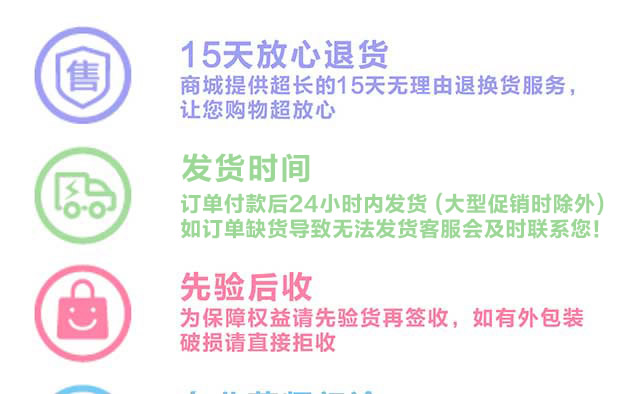 售
15天放心退货
商城提供超长的15天无理由退换货服务，
让您购物超放心
发货时间
订单付款后24小时内发货（大型促销时除外）
如订单缺货导致无法发货客服会及时联系您！
先验后收
为保障权益请先验货再签收，如有外包装
破损请直接拒收